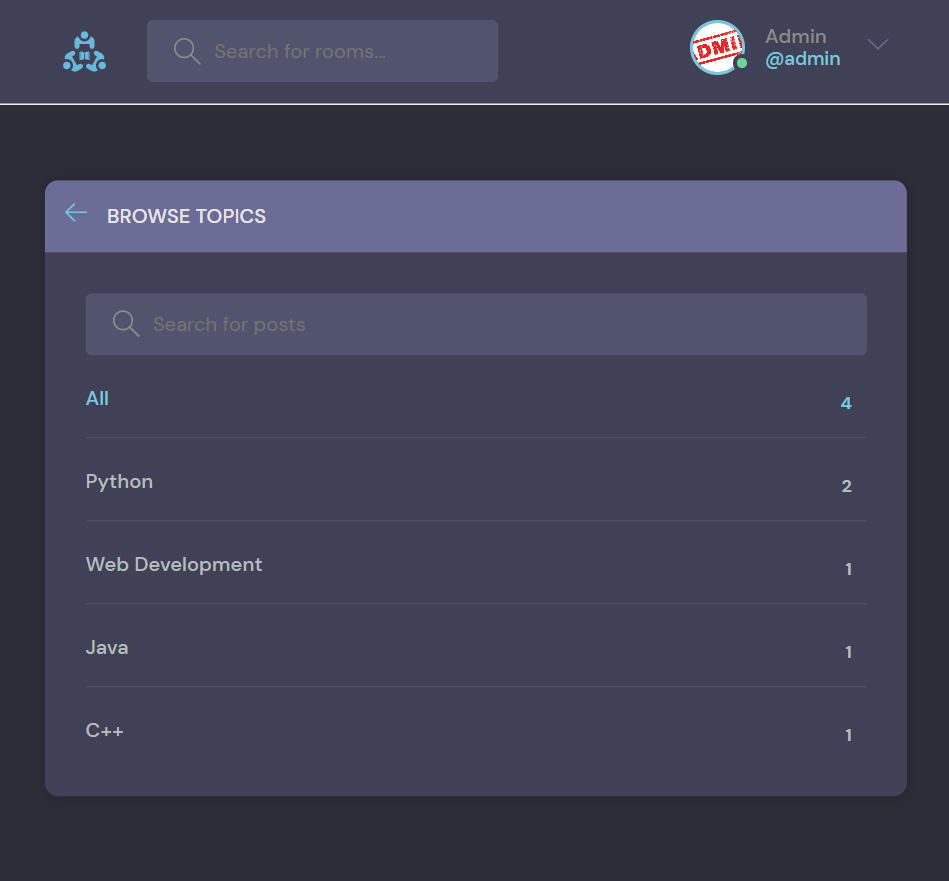 Search for rooms...
DMI
Admin
@admin
BROWSE TOPICS
Search for posts
All 4
Python 2
Web Development 1
Java 1
C++ 1